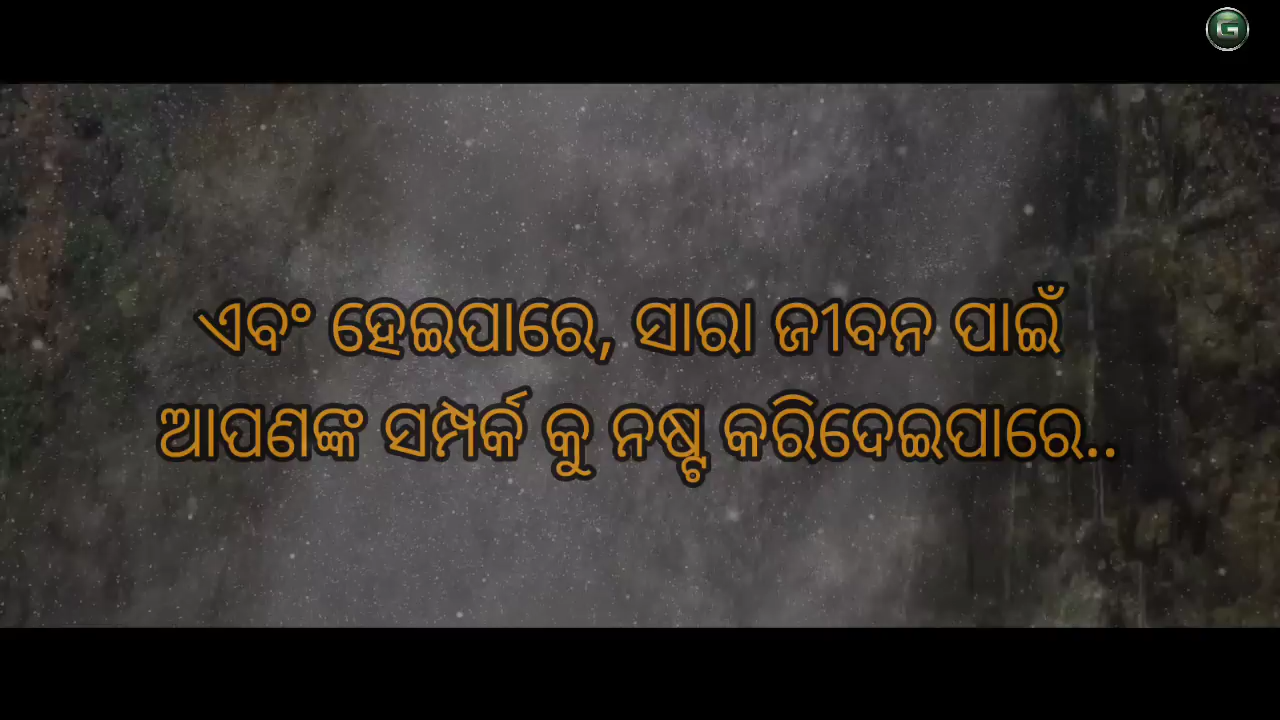 G
ଏବଂ ହେଇପାରେ, ସାରା ଜୀବନ ପାଇଁ
ଆପଣଙ୍କ ସମ୍ପର୍କ କୁ ନଷ୍ଟ କରିଦେଇପାରେ..